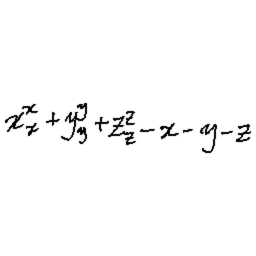 $x_x^x + y_y^y + z_z^z - x - y - z$